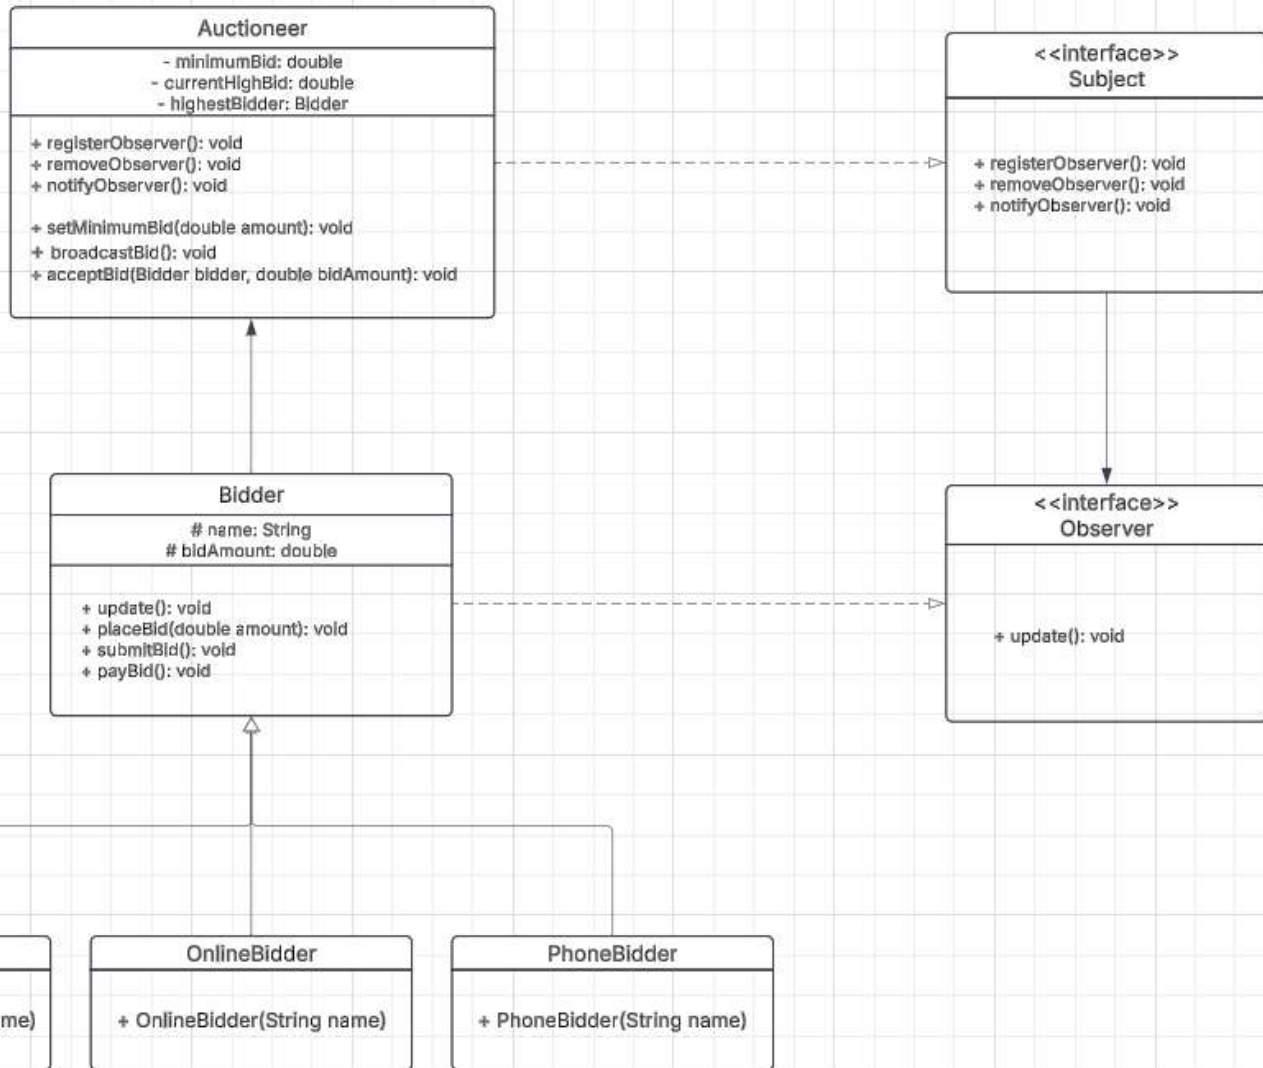 Auctioneer
- minimumBid: double
- currentHighBid: double
- highestBidder: Bidder
+ registerObserver(): void
+ removeObserver(): void
+ notifyObserver(): void
+ setMinimumBid(double amount): void
+ broadcastBid(): void
+ acceptBid(Bidder bidder, double bidAmount): void
<<interface>>
Subject
+ registerObserver(): void
+ removeObserver(): void
+ notifyObserver(): void
Bidder
# name: String
# bidAmount: double
+ update(): void
+ placeBid(double amount): void
+ submitBid(): void
+ payBid(): void
<<interface>>
Observer
+ update(): void
me)
OnlineBidder
+ OnlineBidder(String name)
PhoneBidder
+ PhoneBidder(String name)